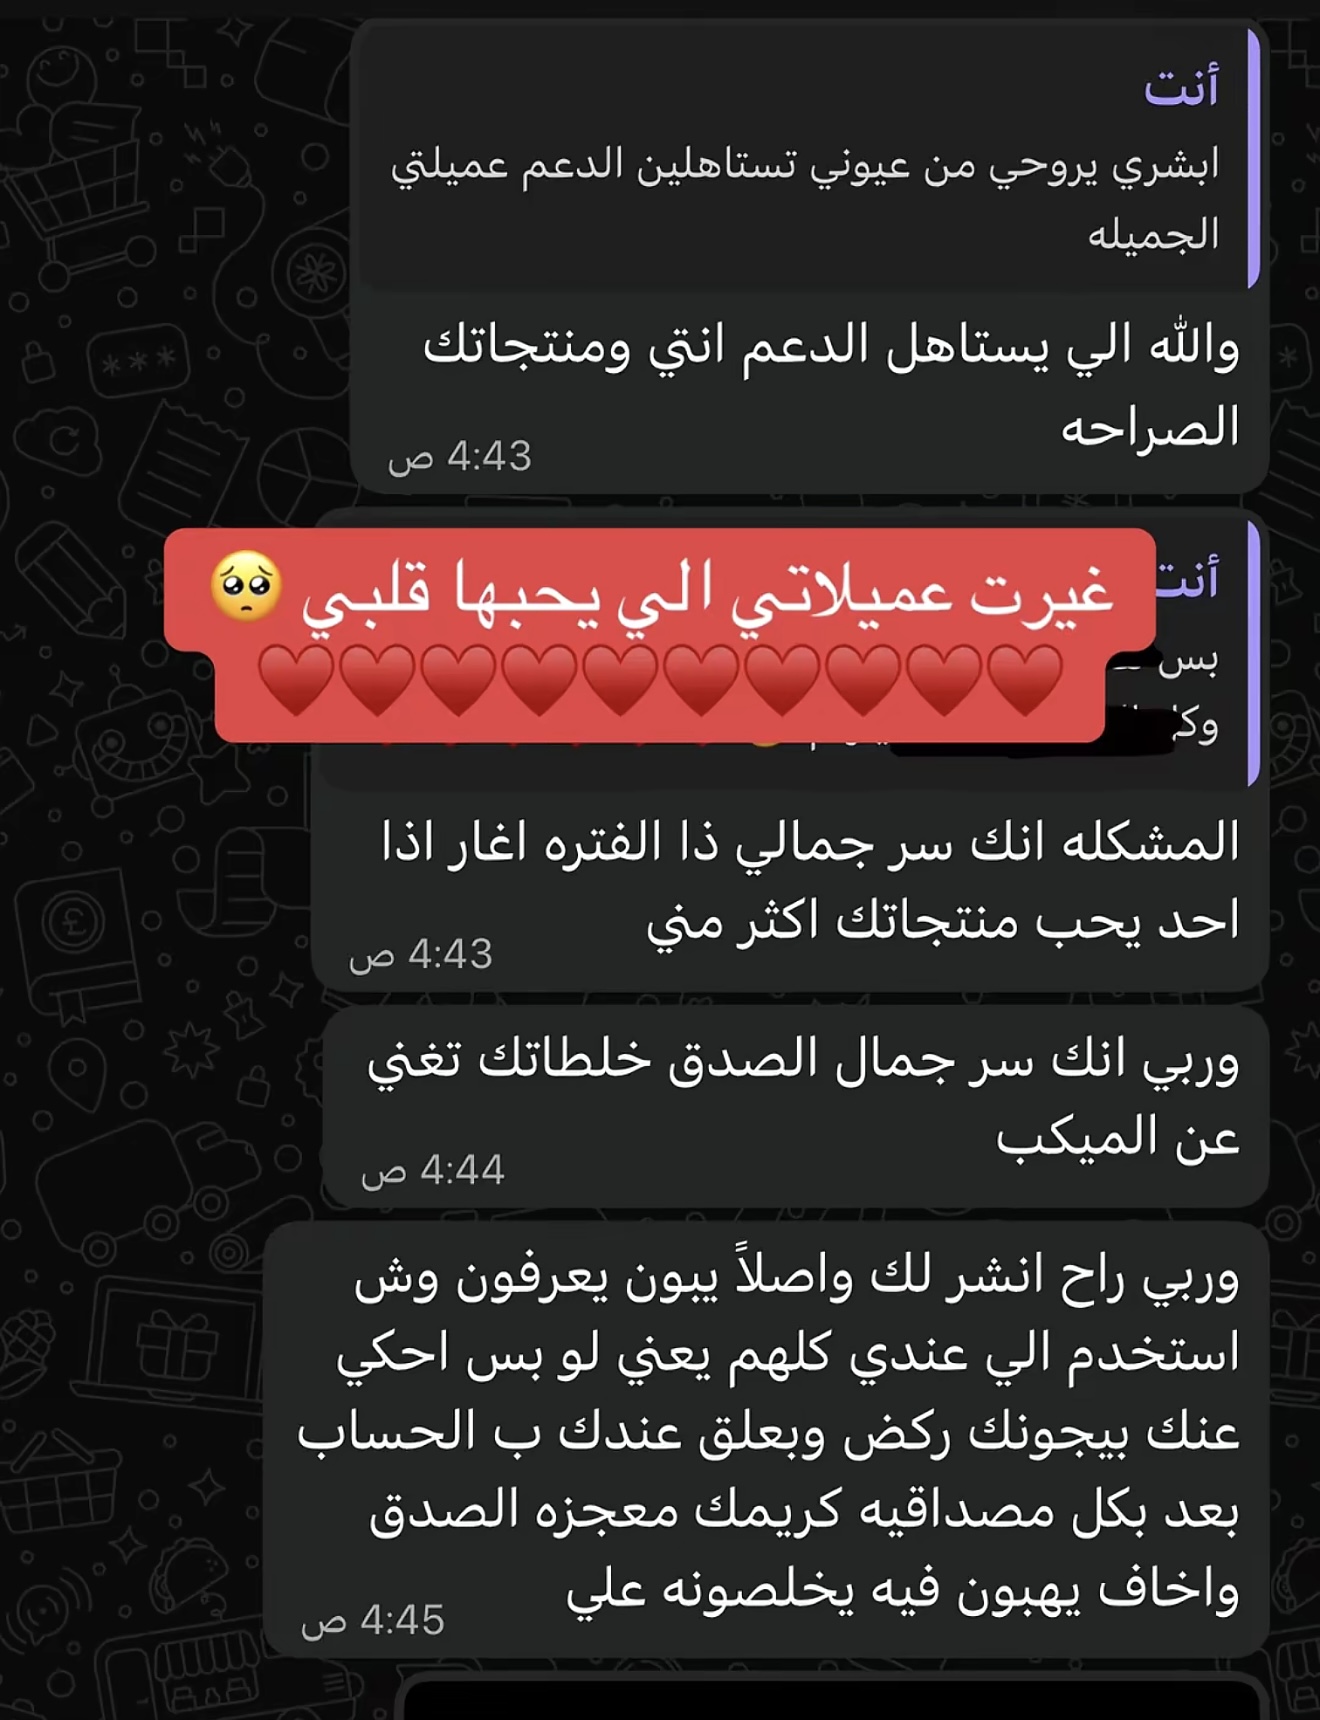 أنت
ابشري يروحي من عيوني تستاهلين الدعم عميلتي
الجميله
والله الي يستاهل الدعم انتي ومنتجاتك
الصراحه
4:43 ص
غيرت عميلاتي الي يحبها قلبي 🥺
♥️♥️♥️♥️♥️♥️♥️♥️♥️♥️
أنت
بس
المشكله انك سر جمالي ذا الفتره اغار اذا
احد يحب منتجاتك اكثر مني
4:43 ص
وربي انك سر جمال الصدق خلطاتك تغني
عن الميكب
4:44 ص
وربي راح انشر لك واصلاً يبون يعرفون وش
استخدم الي عندي كلهم يعني لو بس احكي
عنك بيجونك ركض وبعلق عندك ب الحساب
بعد بكل مصداقيه كريمك معجزه الصدق
واخاف يهبون فيه يخلصونه علي
4:45 ص